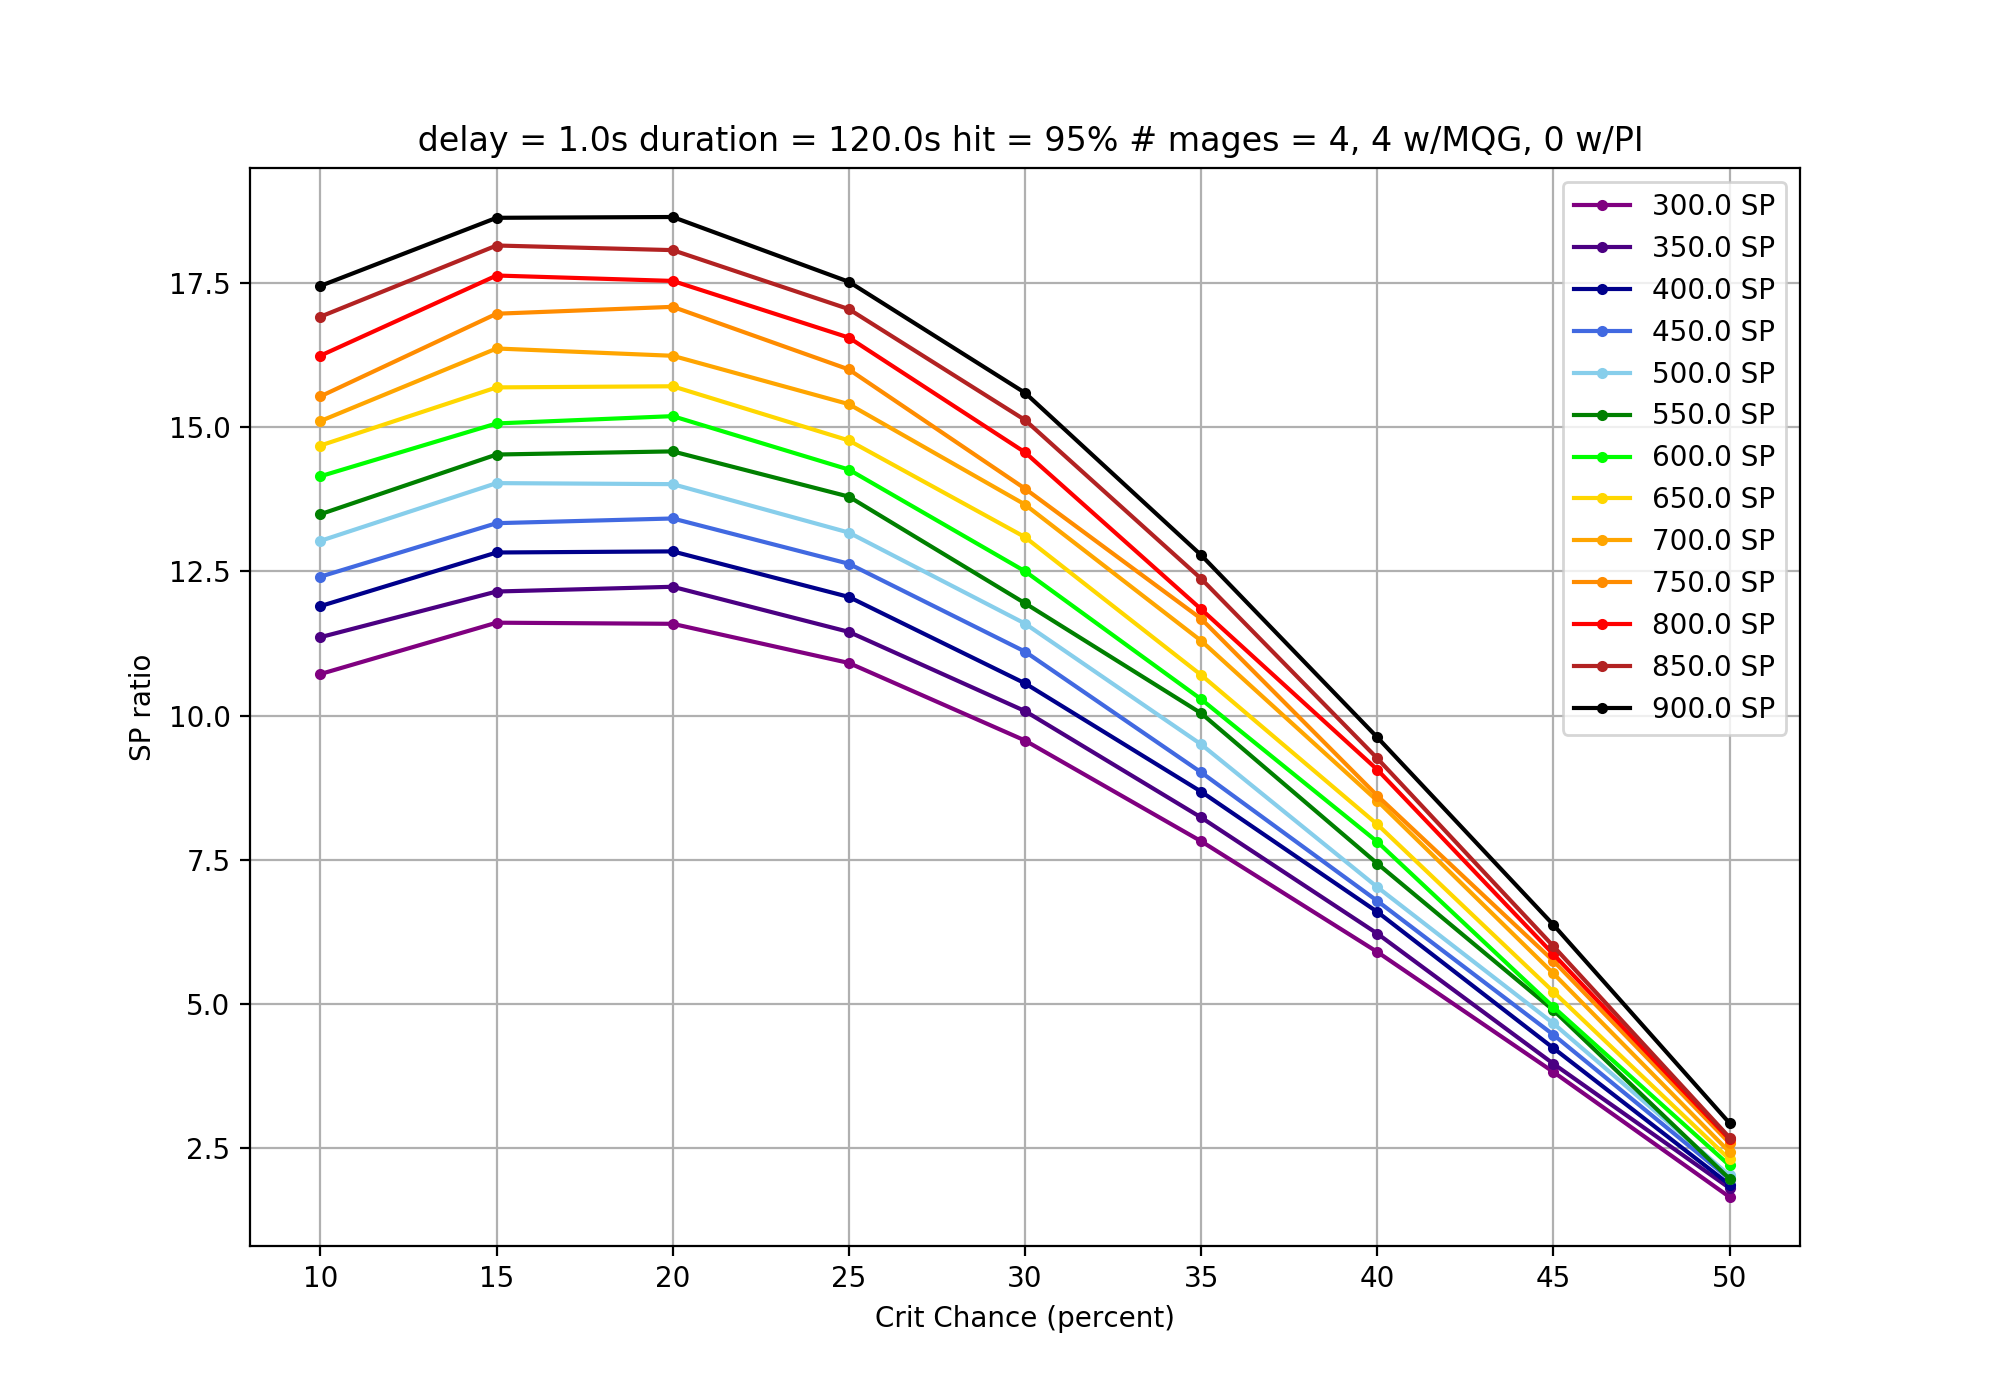 delay = 1.0s duration = 120.0s hit = 95% # mages = 4, 4 w/MQG, 0 w/PI
300.0 SP
350.0 SP
400.0 SP
450.0 SP
500.0 SP
550.0 SP
600.0 SP
650.0 SP
700.0 SP
750.0 SP
800.0 SP
850.0 SP
900.0 SP
17.5
15.0
12.5
10.0
7.5
5.0
2.5
SP ratio
10 15 20 25 30 35 40 45 50
Crit Chance (percent)